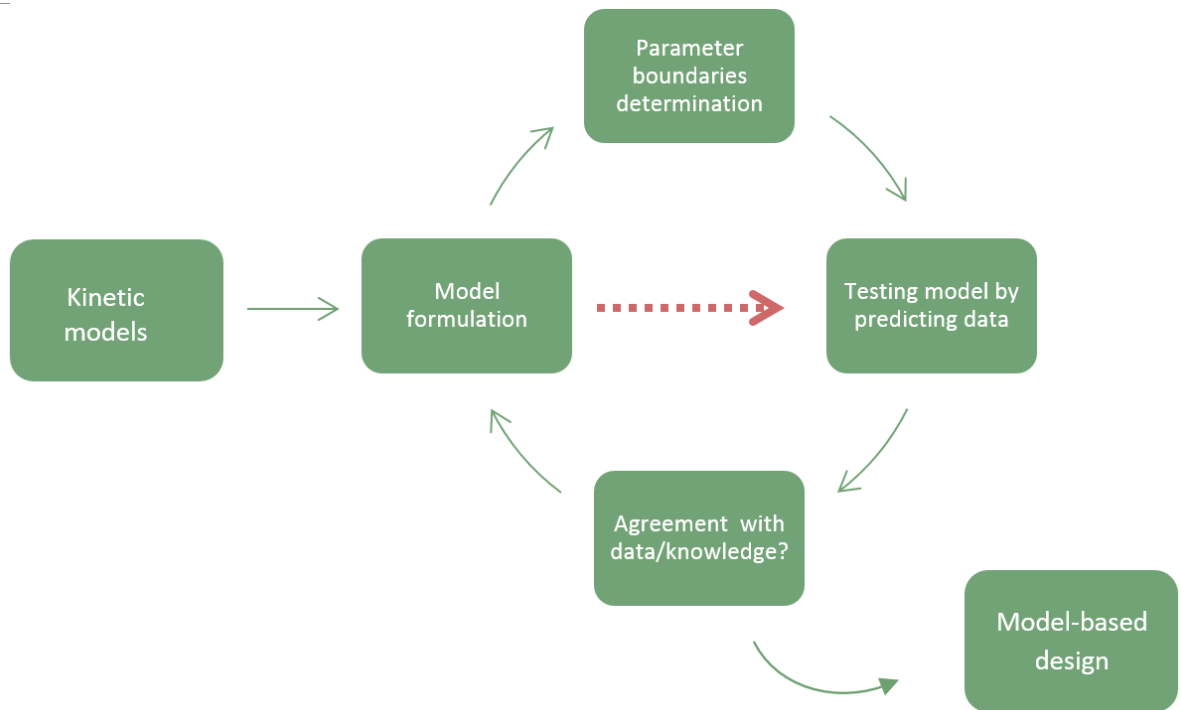 Parameter
boundaries
determination
Kinetic
models
Model
formulation
Testing model by
predicting data
Agreement with
data/knowledge?
Model-based
design